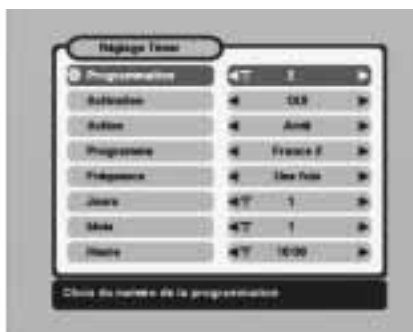 Réglage Timer
Programmation
Activation OUI
Action Arrêt
Programme France 2
Fréquence Une fois
Jours 1
Mois 1
Heure 10:00
Choix du numéro de la programmation